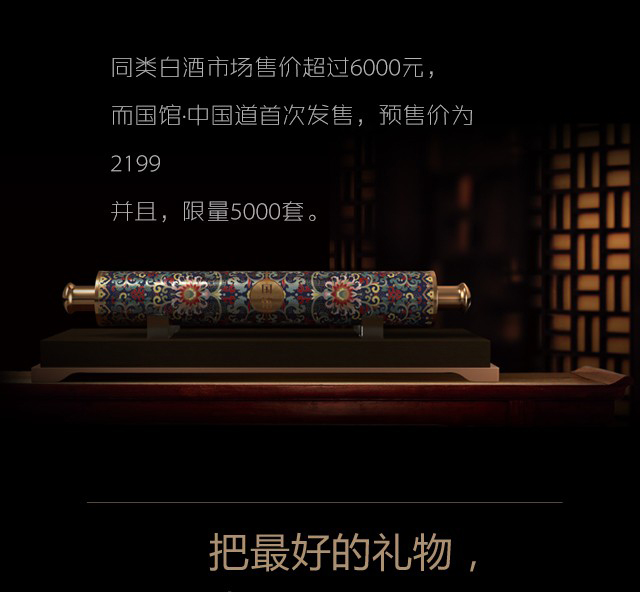 同类白酒市场售价超过6000元，
而国馆·中国道首次发售，预售价为
2199
并且，限量5000套。
国
把最好的礼物，